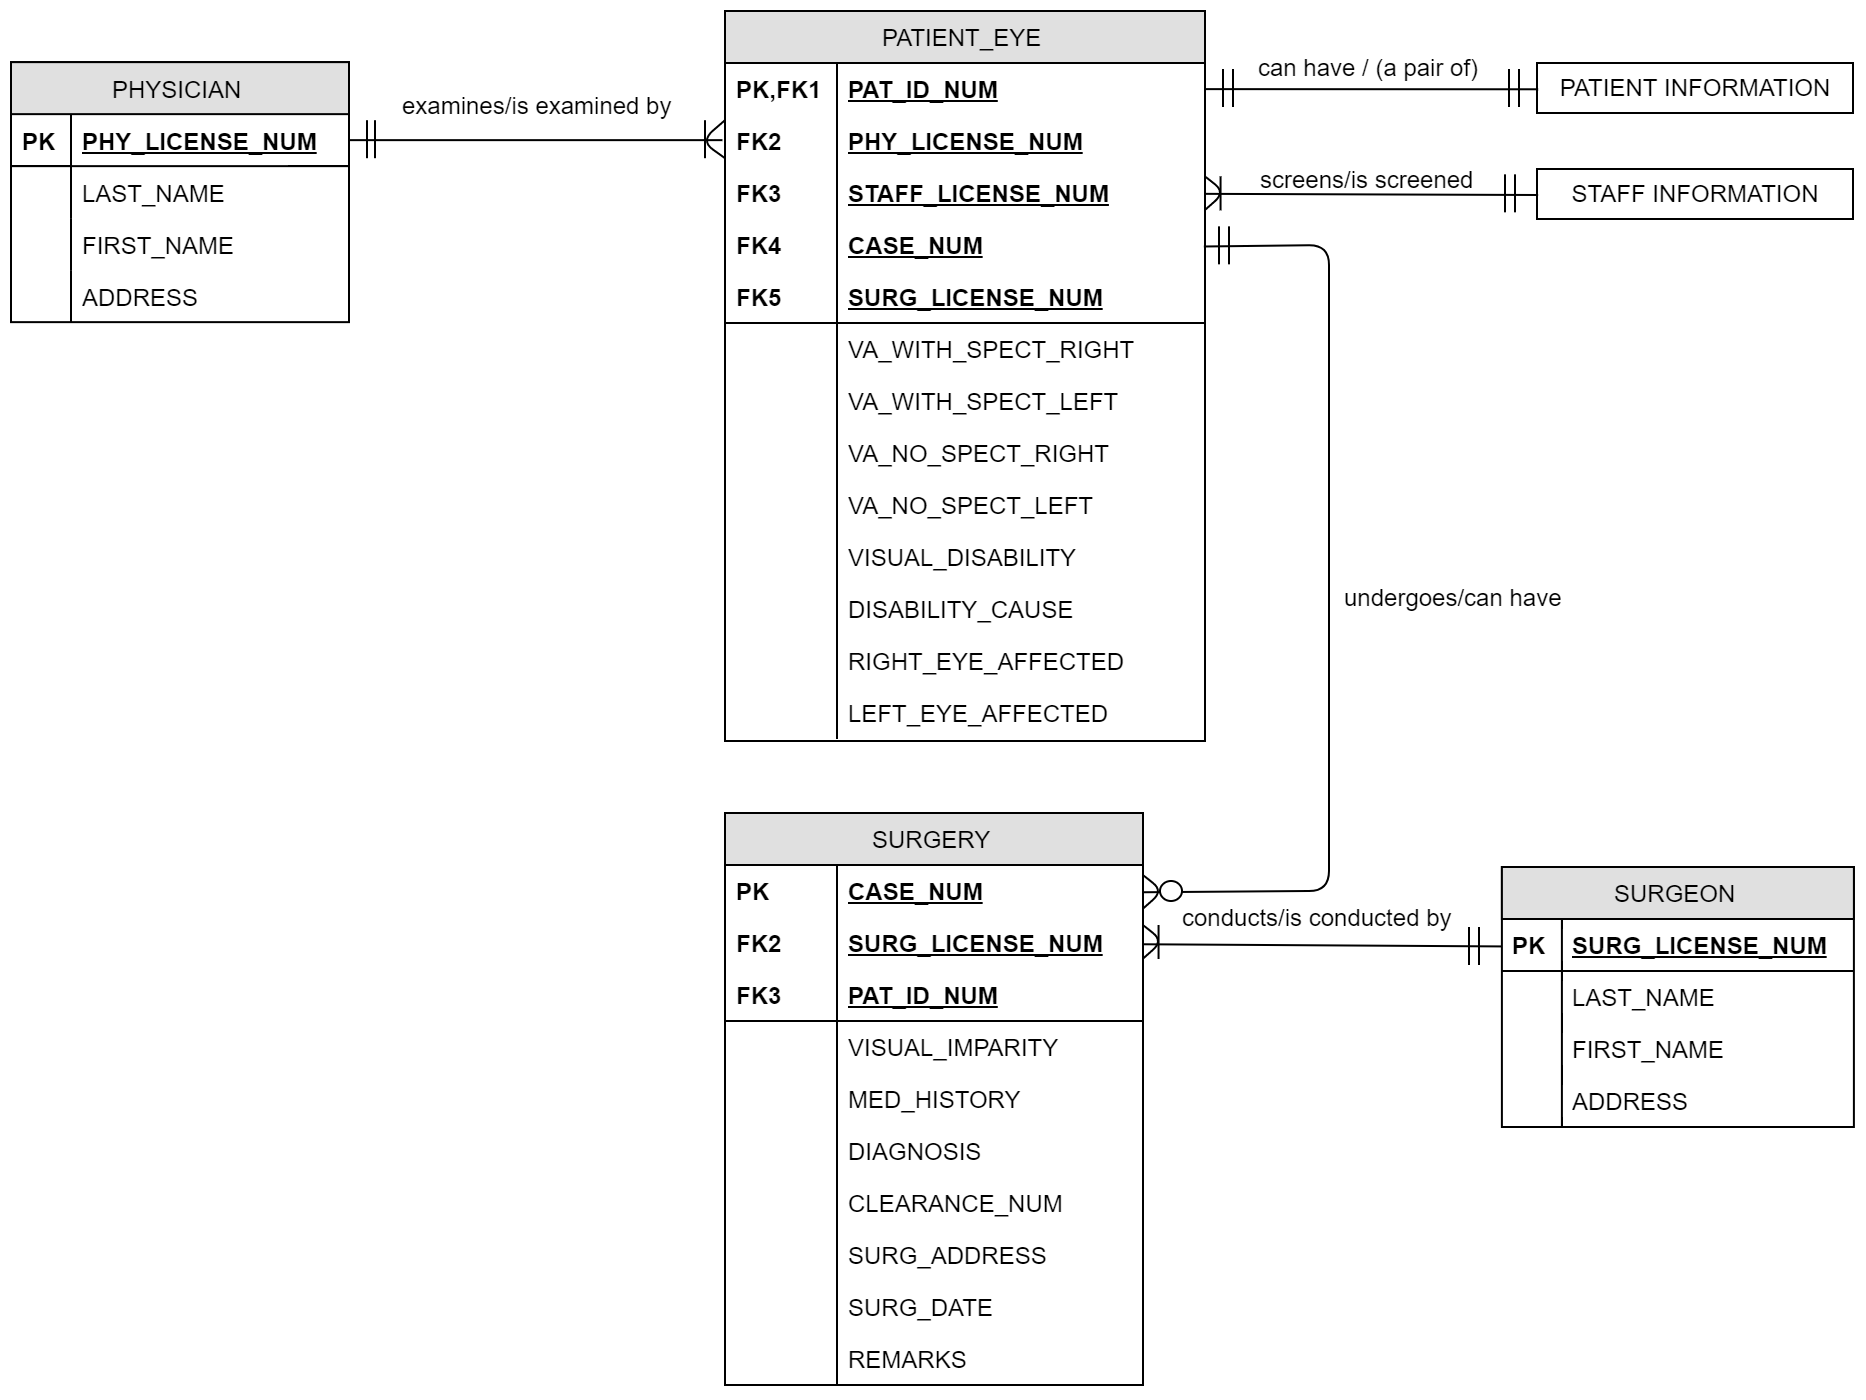 PHYSICIAN
PK PHY_LICENSE_NUM
LAST_NAME
FIRST_NAME
ADDRESS
examines/is examined by
PATIENT_EYE
PK,FK1 PAT_ID_NUM
FK2 PHY_LICENSE_NUM
FK3 STAFF_LICENSE_NUM
FK4 CASE_NUM
FK5 SURG_LICENSE_NUM
VA_WITH_SPECT_RIGHT
VA_WITH_SPECT_LEFT
VA_NO_SPECT_RIGHT
VA_NO_SPECT_LEFT
VISUAL_DISABILITY
DISABILITY_CAUSE
RIGHT_EYE_AFFECTED
LEFT_EYE_AFFECTED
can have / (a pair of)
PATIENT INFORMATION
screens/is screened
STAFF INFORMATION
undergoes/can have
SURGERY
PK CASE_NUM
FK2 SURG_LICENSE_NUM
FK3 PAT_ID_NUM
VISUAL_IMPARITY
MED_HISTORY
DIAGNOSIS
CLEARANCE_NUM
SURG_ADDRESS
SURG_DATE
REMARKS
conducts/is conducted by
SURGEON
PK SURG_LICENSE_NUM
LAST_NAME
FIRST_NAME
ADDRESS